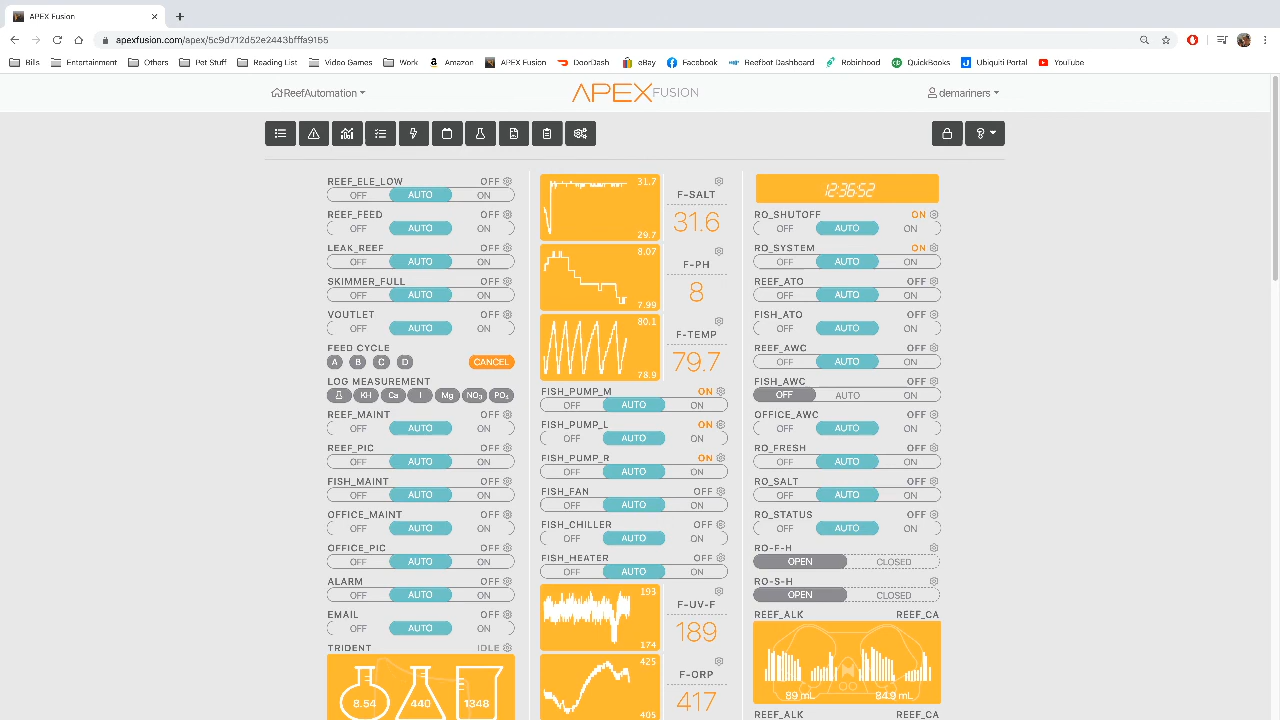 APEX Fusion
apexfusion.com/apex/5c9d712d52e2443bfffa9155
Bills Entertainment Others Pet Stuff Reading List Video Games Work Amazon APEX Fusion DoorDash eBay Facebook Reefbot Dashboard Robinhood QuickBooks Ubiquiti Portal YouTube
ReefAutomation
APEX FUSION
demariners
REEF_ELE_LOW OFF
OFF AUTO ON
REEF_FEED OFF
OFF AUTO ON
LEAK_REEF OFF
OFF AUTO ON
SKIMMER_FULL OFF
OFF AUTO ON
VOUTLET OFF
OFF AUTO ON
FEED CYCLE
A B C D CANCEL
LOG MEASUREMENT
KH Ca I Mg NO3 PO4
REEF_MAINT OFF
OFF AUTO ON
REEF_PIC OFF
OFF AUTO ON
FISH_MAINT OFF
OFF AUTO ON
OFFICE_MAINT OFF
OFF AUTO ON
OFFICE_PIC OFF
OFF AUTO ON
ALARM OFF
OFF AUTO ON
EMAIL OFF
OFF AUTO ON
TRIDENT IDLE
8.54 440 1348
31.7
29.7
F-SALT
31.6
8.07
7.99
F-PH
8
80.1
78.9
F-TEMP
79.7
FISH_PUMP_M ON
OFF AUTO ON
FISH_PUMP_L ON
OFF AUTO ON
FISH_PUMP_R ON
OFF AUTO ON
FISH_FAN OFF
OFF AUTO ON
FISH_CHILLER OFF
OFF AUTO ON
FISH_HEATER OFF
OFF AUTO ON
193
174
F-UV-F
189
425
405
F-ORP
417
12:36:52
RO_SHUTOFF ON
OFF AUTO ON
RO_SYSTEM ON
OFF AUTO ON
REEF_ATO OFF
OFF AUTO ON
FISH_ATO OFF
OFF AUTO ON
REEF_AWC OFF
OFF AUTO ON
FISH_AWC OFF
OFF AUTO ON
OFFICE_AWC OFF
OFF AUTO ON
RO_FRESH OFF
OFF AUTO ON
RO_SALT OFF
OFF AUTO ON
RO_STATUS OFF
OFF AUTO ON
RO-F-H
OPEN CLOSED
RO-S-H
OPEN CLOSED
REEF_ALK REEF_CA
89 mL 84.9 mL
REEF_ALK REEF_CA